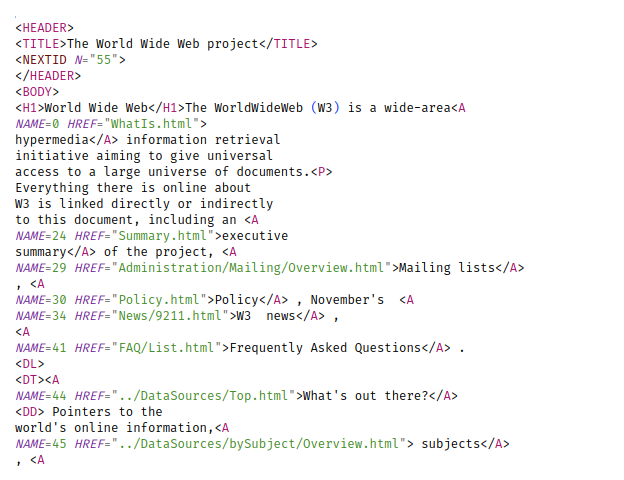 <HEADER>
<TITLE>The World Wide Web project</TITLE>
<NEXTID N="55">
</HEADER>
<BODY>
<H1>World Wide Web</H1>The WorldWideWeb (W3) is a wide-area<A
NAME=0 HREF="WhatIs.html">
hypermedia</A> information retrieval
initiative aiming to give universal
access to a large universe of documents.<P>
Everything there is online about
W3 is linked directly or indirectly
to this document, including an <A
NAME=24 HREF="Summary.html">executive
summary</A> of the project, <A
NAME=29 HREF="Administration/Mailing/Overview.html">Mailing lists</A>
, <A
NAME=30 HREF="Policy.html">Policy</A> , November's  <A
NAME=34 HREF="News/9211.html">W3  news</A> ,
<A
NAME=41 HREF="FAQ/List.html">Frequently Asked Questions</A> .
<DL>
<DT><A
NAME=44 HREF="../DataSources/Top.html">What's out there?</A>
<DD> Pointers to the
world's online information,<A
NAME=45 HREF="../DataSources/bySubject/Overview.html"> subjects</A>
, <A